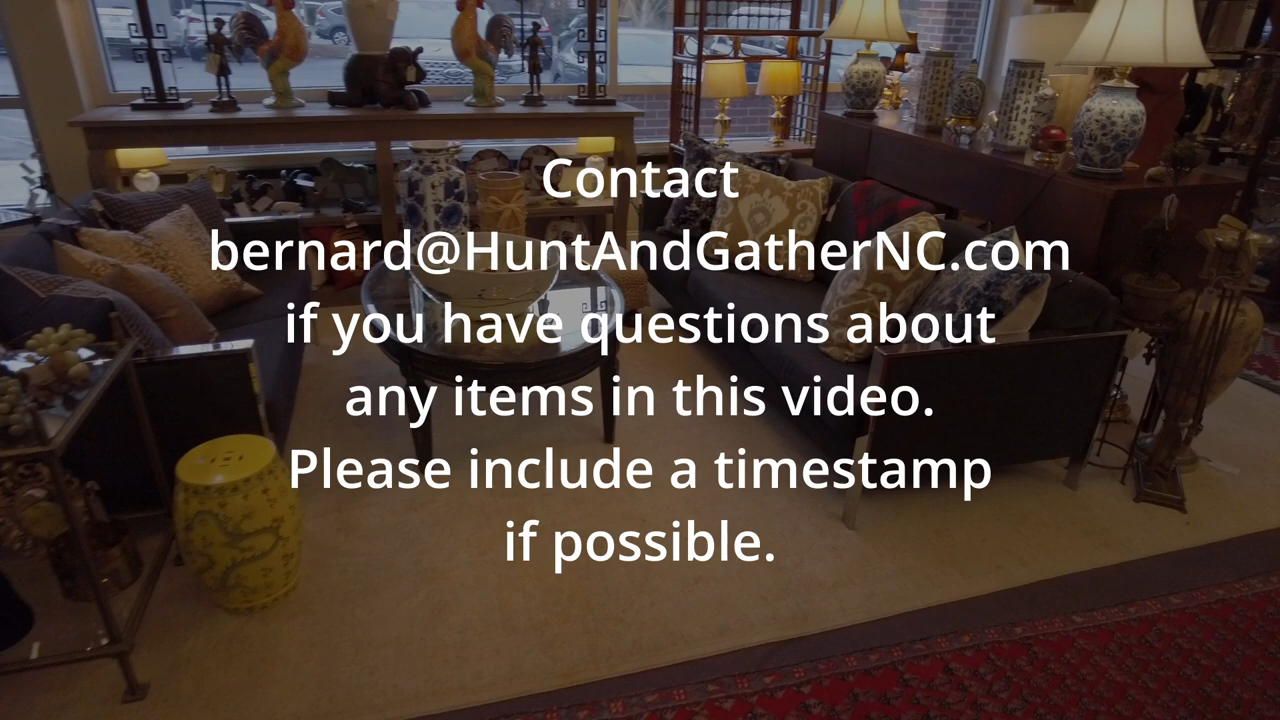 Contact
bernard@HuntAndGatherNC.com
if you have questions about
any items in this video.
Please include a timestamp
if possible.